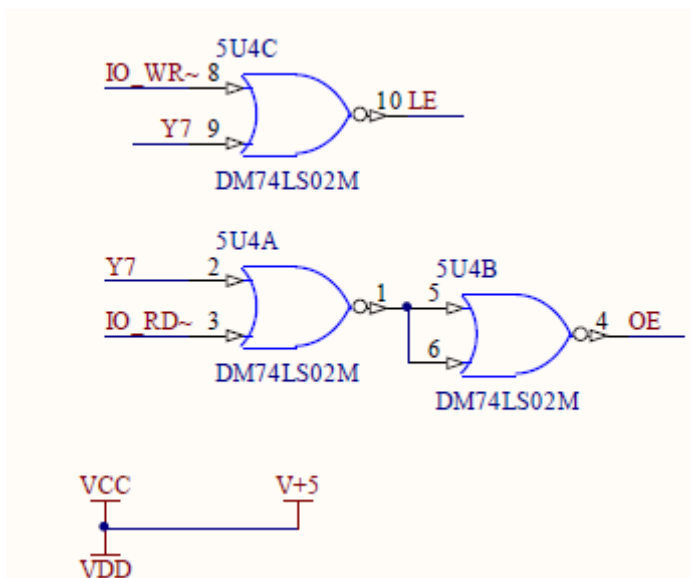 5U4C
IO_WR~ 8
10 LE
Y7 9
DM74LS02M
5U4A
Y7 2
5U4B
1 5
4 OE
IO_RD~ 3
6
DM74LS02M
DM74LS02M
VCC V+5
VDD